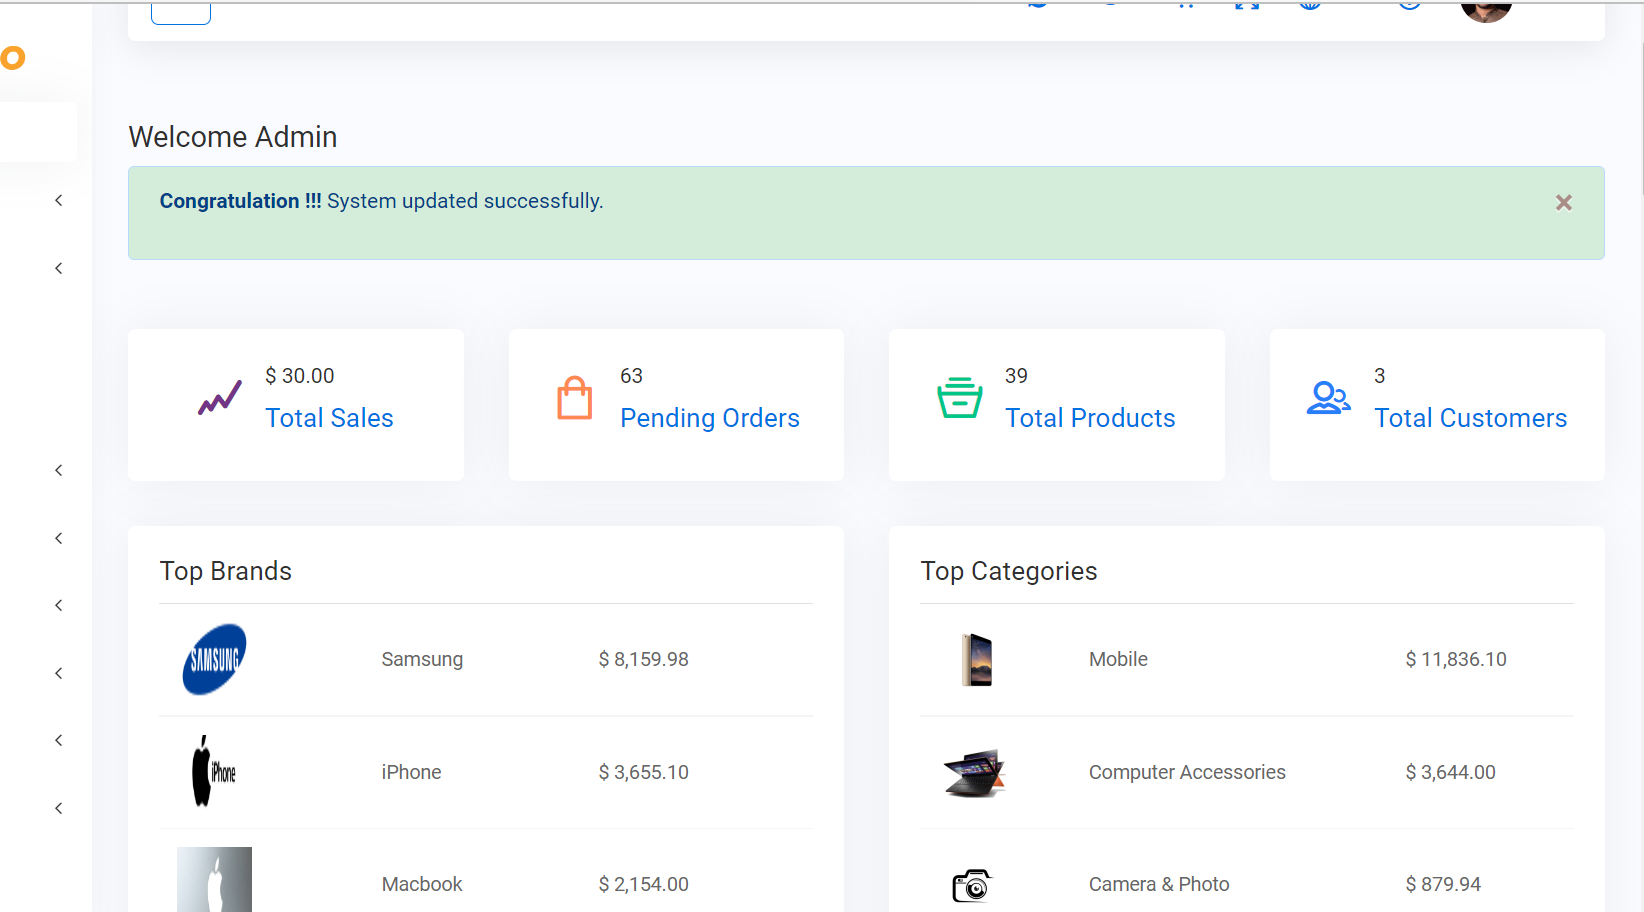 o
Welcome Admin
Congratulation !!! System updated successfully.
×
$ 30.00
Total Sales
63
Pending Orders
39
Total Products
3
Total Customers
Top Brands
SAMSUNG
Samsung
$ 8,159.98
iPhone
iPhone
$ 3,655.10
Macbook
$ 2,154.00
Top Categories
Mobile
$ 11,836.10
Computer Accessories
$ 3,644.00
Camera & Photo
$ 879.94